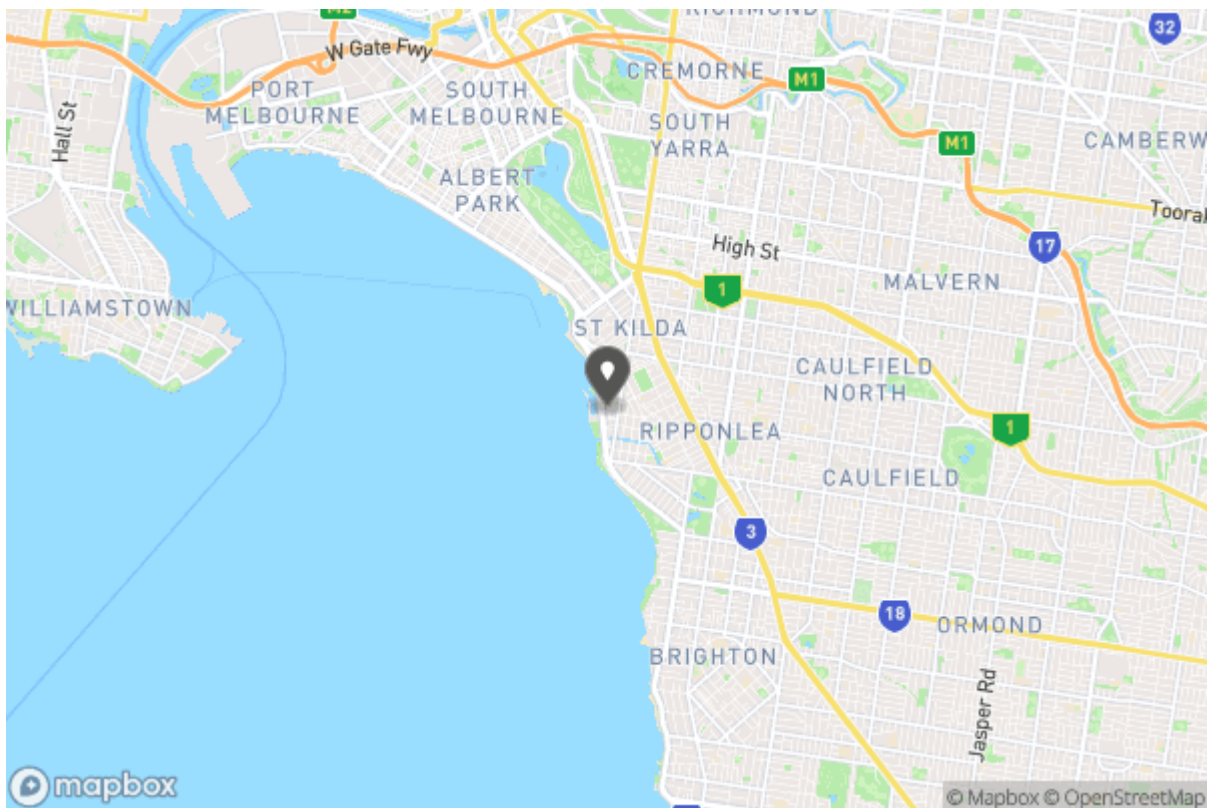 RICHMOND
M2
32
W Gate Fwy
CREMORNE
M1
PORT
MELBOURNE
SOUTH
MELBOURNE
SOUTH
YARRA
Hall St
M1
CAMBERW
ALBERT
PARK
Toorak
High St
17
MALVERN
1
WILLIAMSTOWN
ST KILDA
CAULFIELD
NORTH
RIPPONLEA
1
CAULFIELD
3
18
ORMOND
BRIGHTON
Jasper Rd
mapbox
© Mapbox © OpenStreetMap